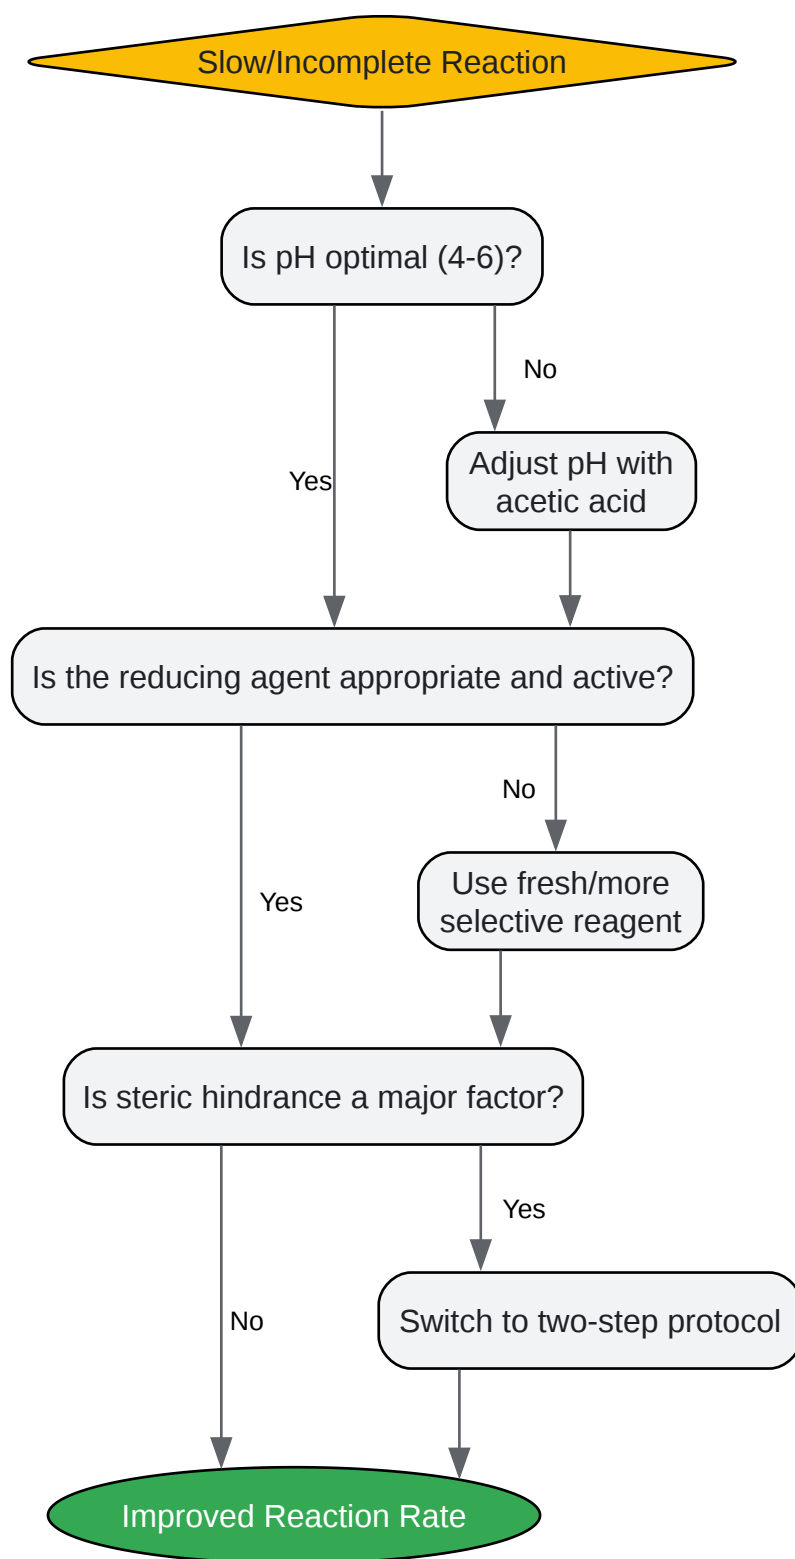 Slow/Incomplete Reaction
Is pH optimal (4-6)?
No
Yes
Adjust pH with
acetic acid
Is the reducing agent appropriate and active?
No
Yes
Use fresh/more
selective reagent
Is steric hindrance a major factor?
Yes
No
Switch to two-step protocol
Improved Reaction Rate